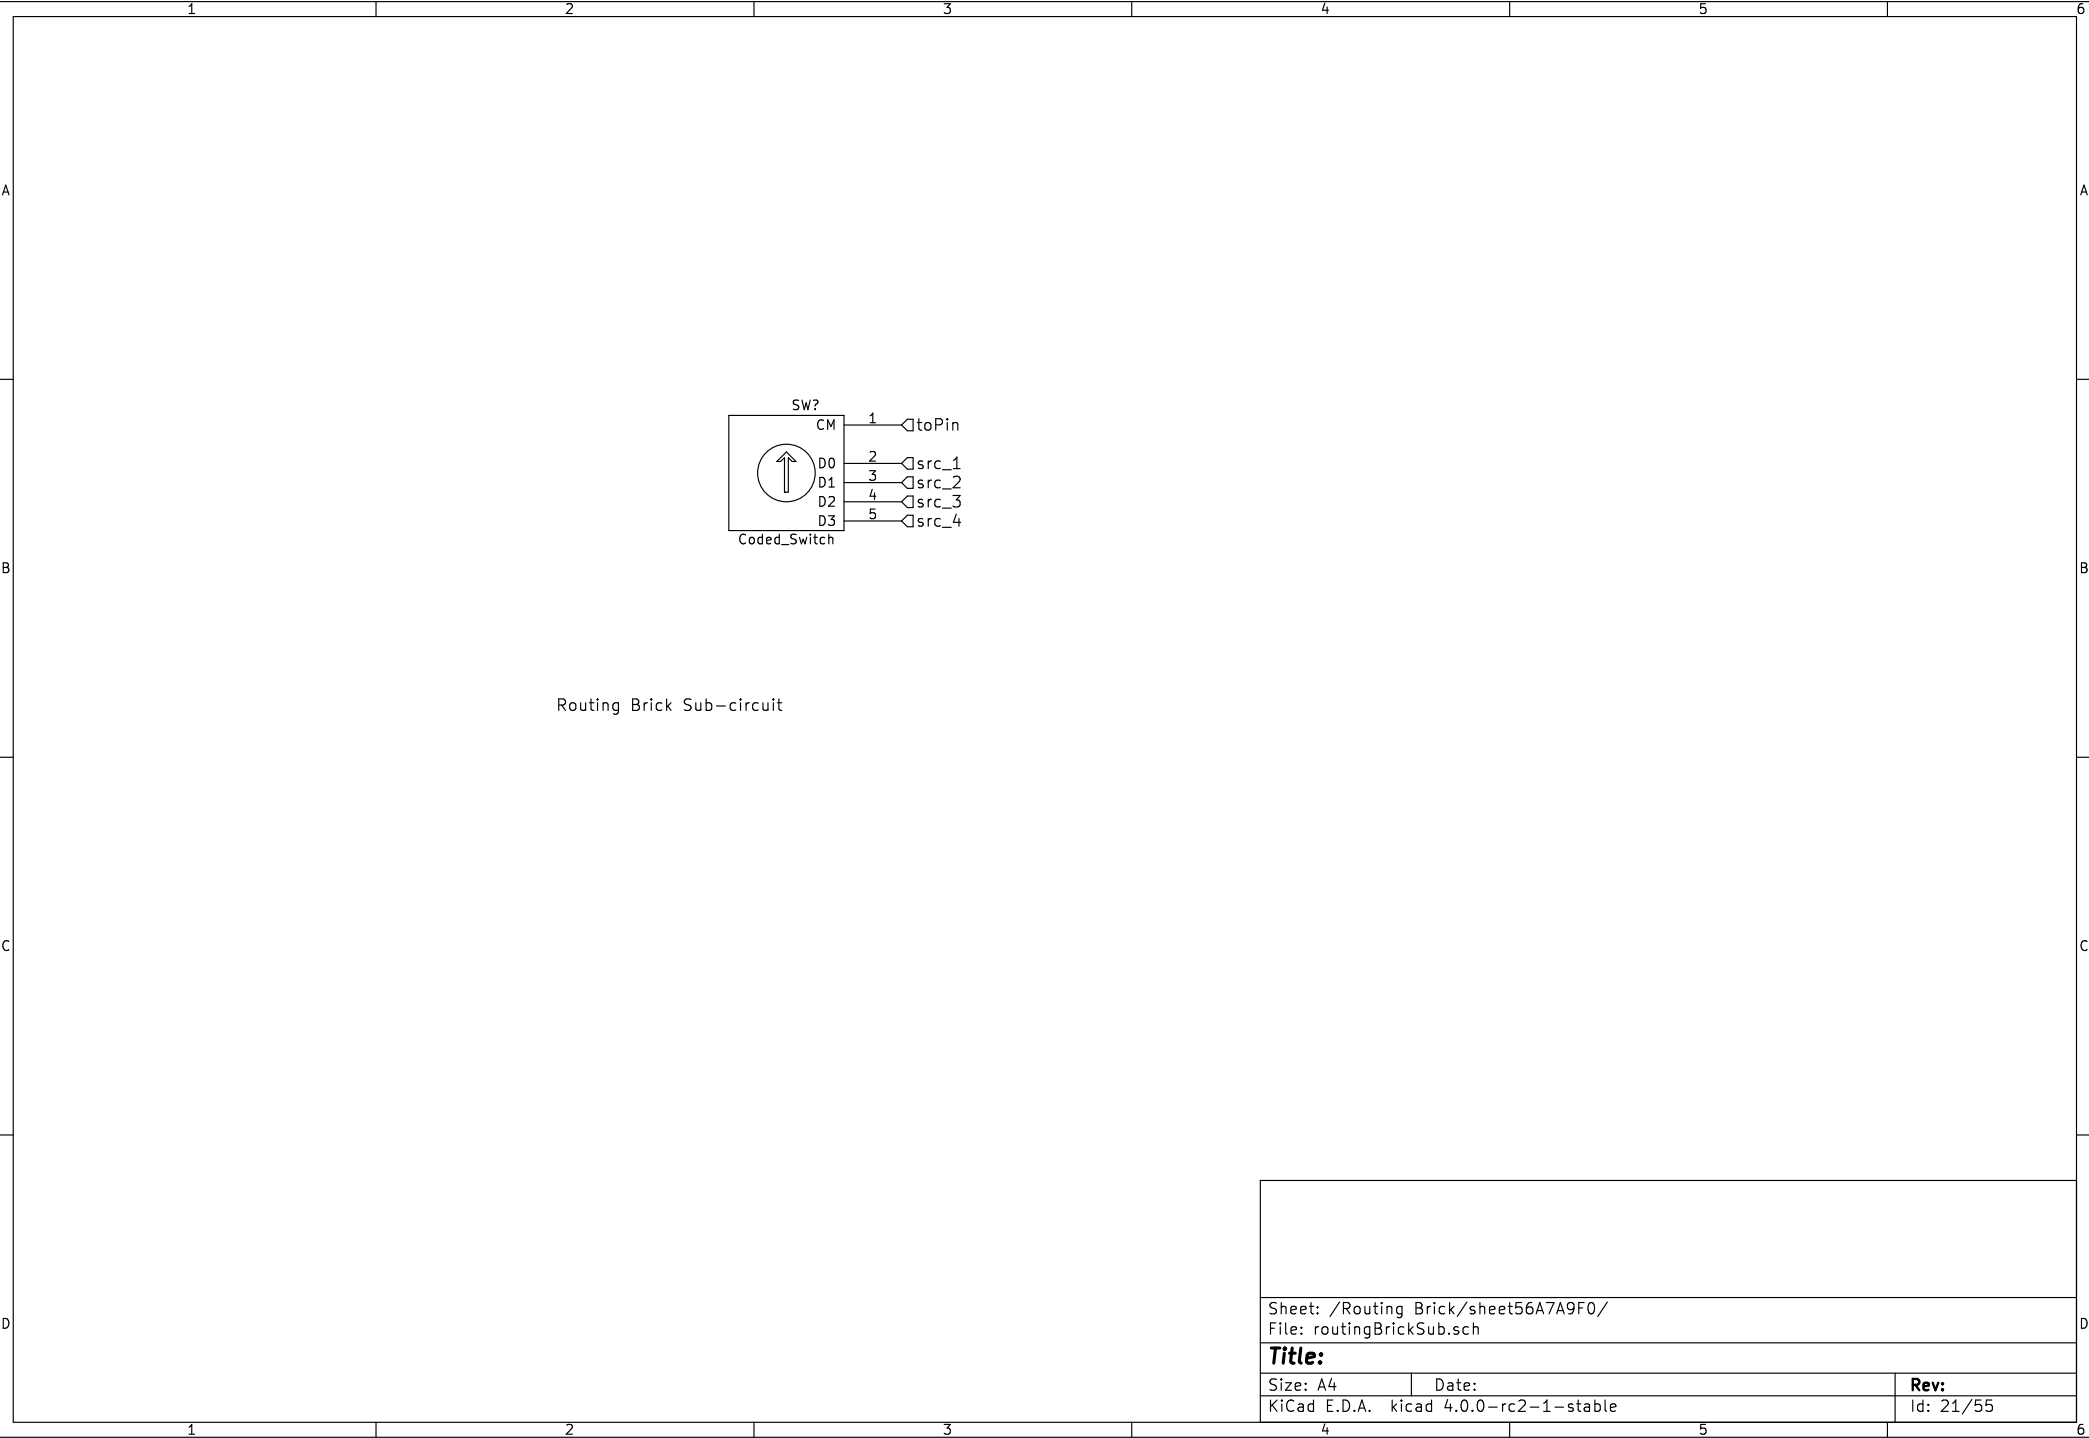 1 2 3 4 5 6
A A
SW?
CM 1 toPin
D0 2 src_1
D1 3 src_2
D2 4 src_3
D3 5 src_4
Coded_Switch
B B
Routing Brick Sub-circuit
C C
Sheet: /Routing Brick/sheet56A7A9F0/
D D
File: routingBrickSub.sch
Title:
Size: A4 Date: Rev:
KiCad E.D.A. kicad 4.0.0-rc2-1-stable Id: 21/55
1 2 3 4 5 6